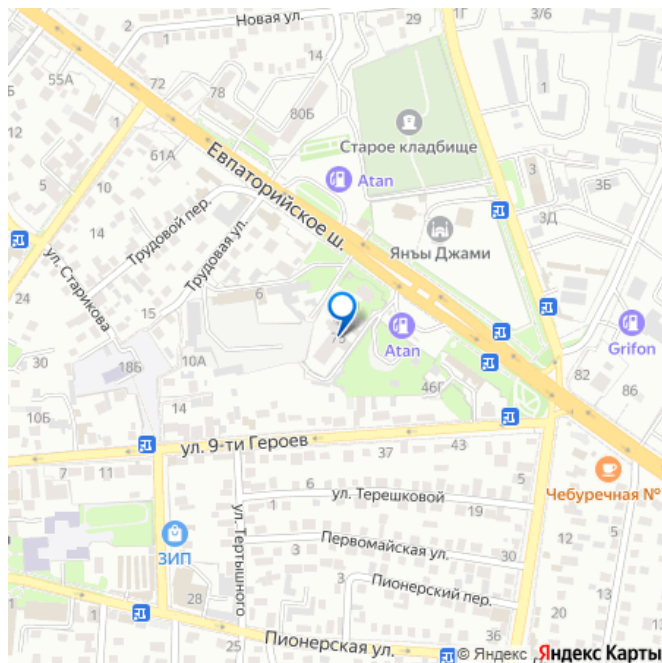 Новая ул.
2
29
1Г
3/6
1
55А
72
78
80Б
1
Старое кладбище
12
61А
Евпаторийское ш.
Atan
3
3Б
5
10
Трудовой пер.
3Д
14
Трудовая ул.
Янъы Джами
ул. Старикова
24
15
6
75
Atan
Grifon
30
18Б
10А
82
46Г
86
10Б
14
ул. 9-ти Героев
37
43
7
11
Чебуречная №
6
ул. Терешковой
1
19
5
12
5
ул. Тертышного
ЗИП
3
Первомайская ул.
30
3
Пионерский пер.
1
28
20
13
Пионерская ул.
36
25
© Яндекс
Яндекс Карты